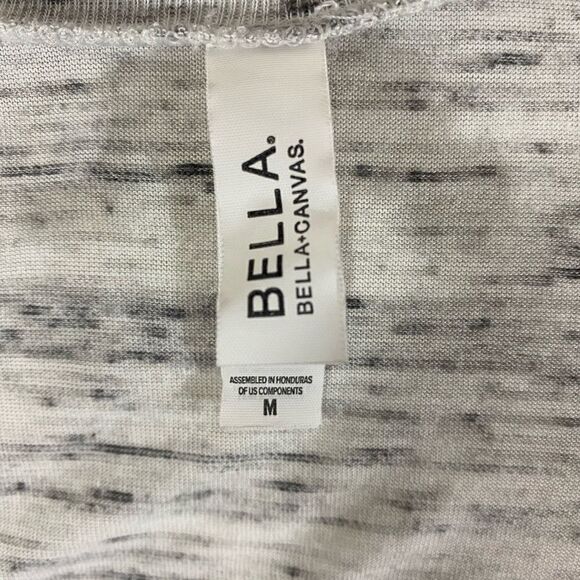 BELLA.®
BELLA+CANVAS.
ASSEMBLED IN HONDURAS
OF US COMPONENTS
M